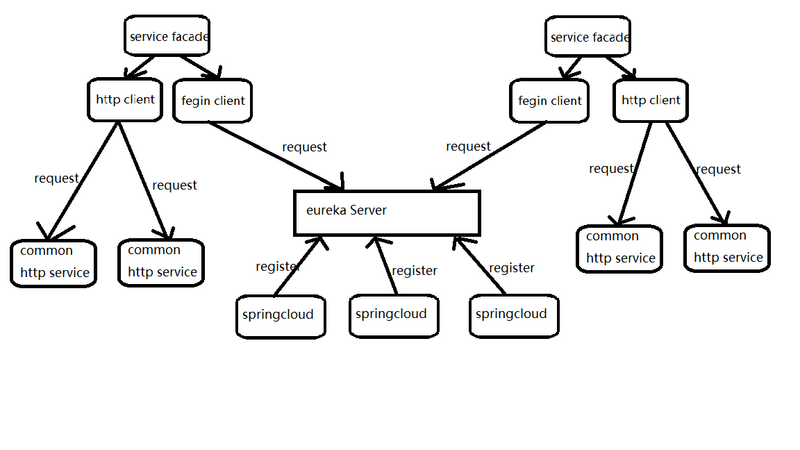 service facade
service facade
http client
fegin client
fegin client
http client
request
request
request
request
request
request
eureka Server
common
http service
common
http service
common
http service
common
http service
register
register
register
springcloud
springcloud
springcloud